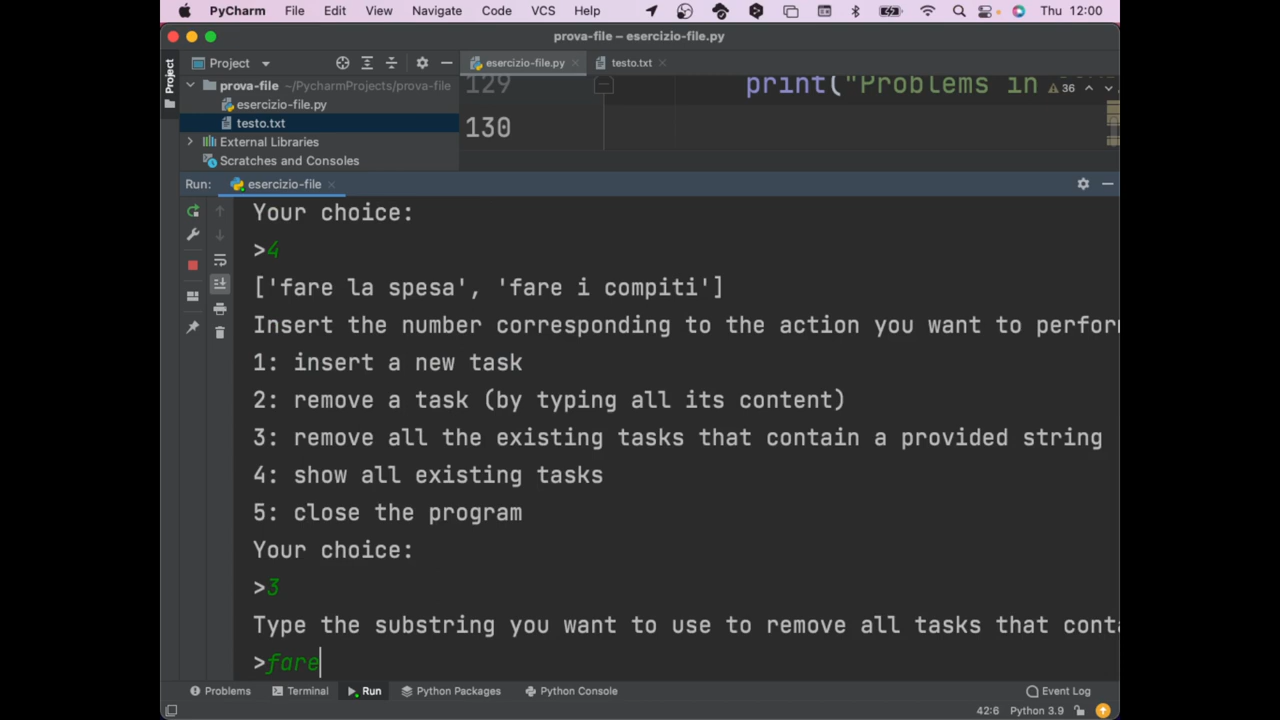 PyCharm File Edit View Navigate Code VCS Help Thu 12:00
prova-file – esercizio-file.py
Project
Project
esercizio-file.py
testo.txt
prova-file ~/PycharmProjects/prova-file
esercizio-file.py
testo.txt
External Libraries
Scratches and Consoles
129 print("Problems in
36
130
Run: esercizio-file
Your choice:
>4
['fare la spesa', 'fare i compiti']
Insert the number corresponding to the action you want to perfor
1: insert a new task
2: remove a task (by typing all its content)
3: remove all the existing tasks that contain a provided string
4: show all existing tasks
5: close the program
Your choice:
>3
Type the substring you want to use to remove all tasks that cont
>fare
Problems Terminal Run Python Packages Python Console Event Log
42:6 Python 3.9